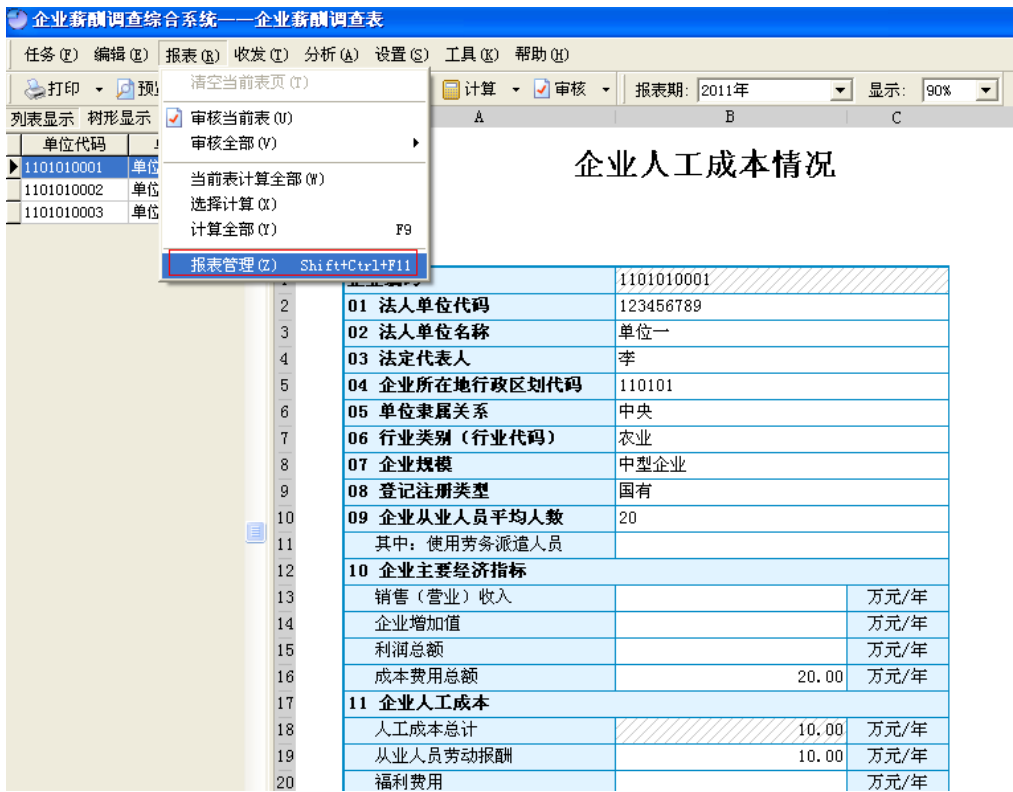 企业薪酬调查综合系统——企业薪酬调查表
任务(F) 编辑(E) 报表(R) 收发(T) 分析(A) 设置(S) 工具(K) 帮助(H)
打印 预览 计算 审核 报表期: 2011年 显示: 90%
清空当前表页(T)
审核当前表(U)
审核全部(V)
当前表计算全部(W)
选择计算(X)
计算全部(Y) F9
报表管理(Z) Shift+Ctrl+F11
列表显示 树形显示
单位代码
1101010001 单位
1101010002 单位
1101010003 单位
A B C
企业人工成本情况
1 1101010001
2 01 法人单位代码 123456789
3 02 法人单位名称 单位一
4 03 法定代表人 李
5 04 企业所在地行政区划代码 110101
6 05 单位隶属关系 中央
7 06 行业类别（行业代码） 农业
8 07 企业规模 中型企业
9 08 登记注册类型 国有
10 09 企业从业人员平均人数 20
11 其中: 使用劳务派遣人员
12 10 企业主要经济指标
13 销售（营业）收入 万元/年
14 企业增加值 万元/年
15 利润总额 万元/年
16 成本费用总额 20.00 万元/年
17 11 企业人工成本
18 人工成本总计 10.00 万元/年
19 从业人员劳动报酬 10.00 万元/年
20 福利费用 万元/年